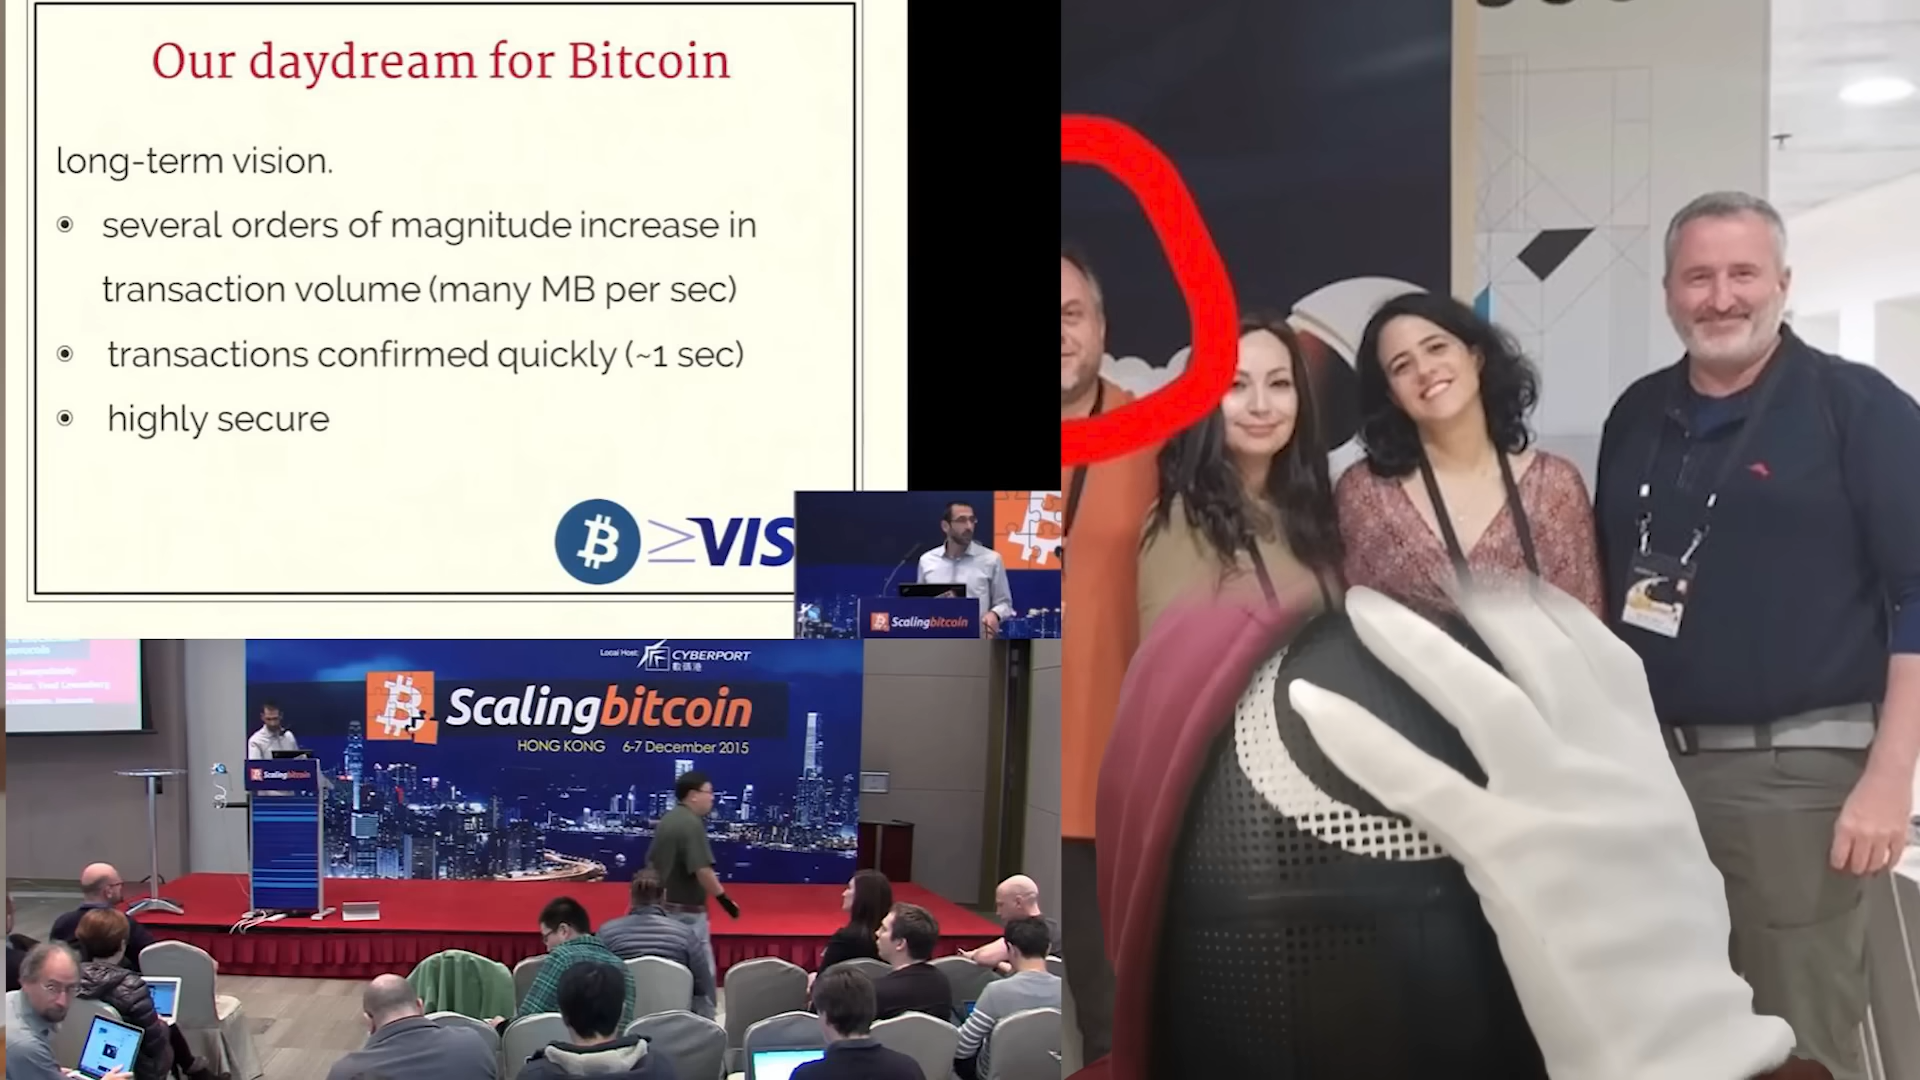 Our daydream for Bitcoin
long-term vision.
several orders of magnitude increase in
transaction volume (many MB per sec)
transactions confirmed quickly (~1 sec)
highly secure
≥ VIS
Scalingbitcoin
Local Host: CYBERPORT
數碼港
Scalingbitcoin
HONG KONG 6-7 December 2015
Scalingbitcoin